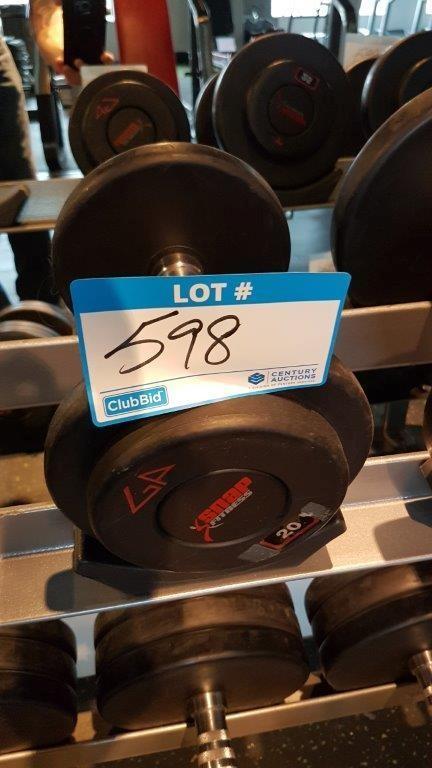 LOT #
598
ClubBid
CENTURY
AUCTIONS
snap
FITNESS
20